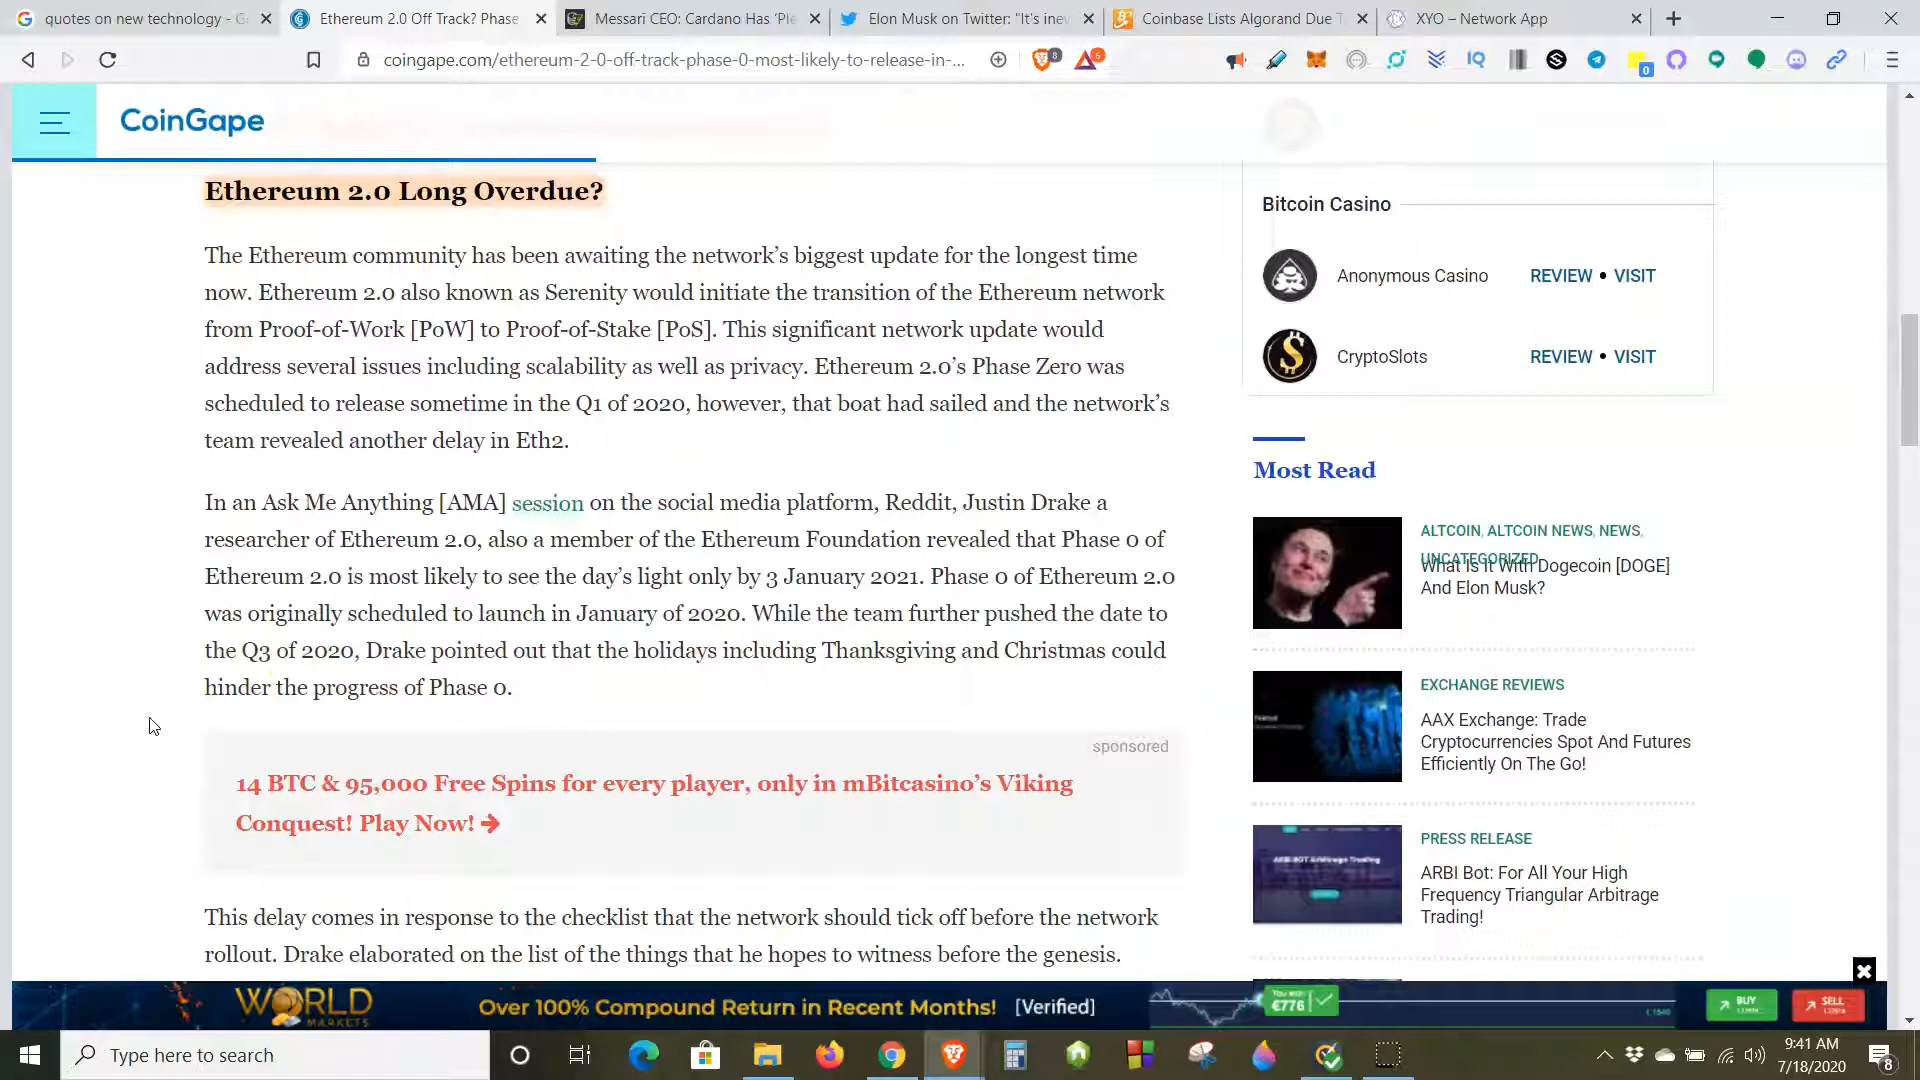 quotes on new technology - G
Ethereum 2.0 Off Track? Phase
Messari CEO: Cardano Has 'Ple
Elon Musk on Twitter: "It's inev
Coinbase Lists Algorand Due T
XYO – Network App
coingape.com/ethereum-2-0-off-track-phase-0-most-likely-to-release-in-...
8
6
IQ
0
CoinGape
Ethereum 2.0 Long Overdue?
The Ethereum community has been awaiting the network's biggest update for the longest time
now. Ethereum 2.0 also known as Serenity would initiate the transition of the Ethereum network
from Proof-of-Work [PoW] to Proof-of-Stake [PoS]. This significant network update would
address several issues including scalability as well as privacy. Ethereum 2.0's Phase Zero was
scheduled to release sometime in the Q1 of 2020, however, that boat had sailed and the network's
team revealed another delay in Eth2.
In an Ask Me Anything [AMA] session on the social media platform, Reddit, Justin Drake a
researcher of Ethereum 2.0, also a member of the Ethereum Foundation revealed that Phase 0 of
Ethereum 2.0 is most likely to see the day's light only by 3 January 2021. Phase 0 of Ethereum 2.0
was originally scheduled to launch in January of 2020. While the team further pushed the date to
the Q3 of 2020, Drake pointed out that the holidays including Thanksgiving and Christmas could
hinder the progress of Phase 0.
sponsored
14 BTC & 95,000 Free Spins for every player, only in mBitcasino's Viking
Conquest! Play Now!
This delay comes in response to the checklist that the network should tick off before the network
rollout. Drake elaborated on the list of the things that he hopes to witness before the genesis.
Bitcoin Casino
Anonymous Casino REVIEW • VISIT
CryptoSlots REVIEW • VISIT
Most Read
ALTCOIN, ALTCOIN NEWS, NEWS,
UNCATEGORIZED
What Is It With Dogecoin [DOGE]
And Elon Musk?
EXCHANGE REVIEWS
AAX Exchange: Trade
Cryptocurrencies Spot And Futures
Efficiently On The Go!
PRESS RELEASE
ARBI Bot: For All Your High
Frequency Triangular Arbitrage
Trading!
ARBI-BOT Arbitrage Trading
WORLD
MARKETS
Over 100% Compound Return in Recent Months! [Verified]
€776
BUY
SELL
Type here to search
9:41 AM
7/18/2020
8